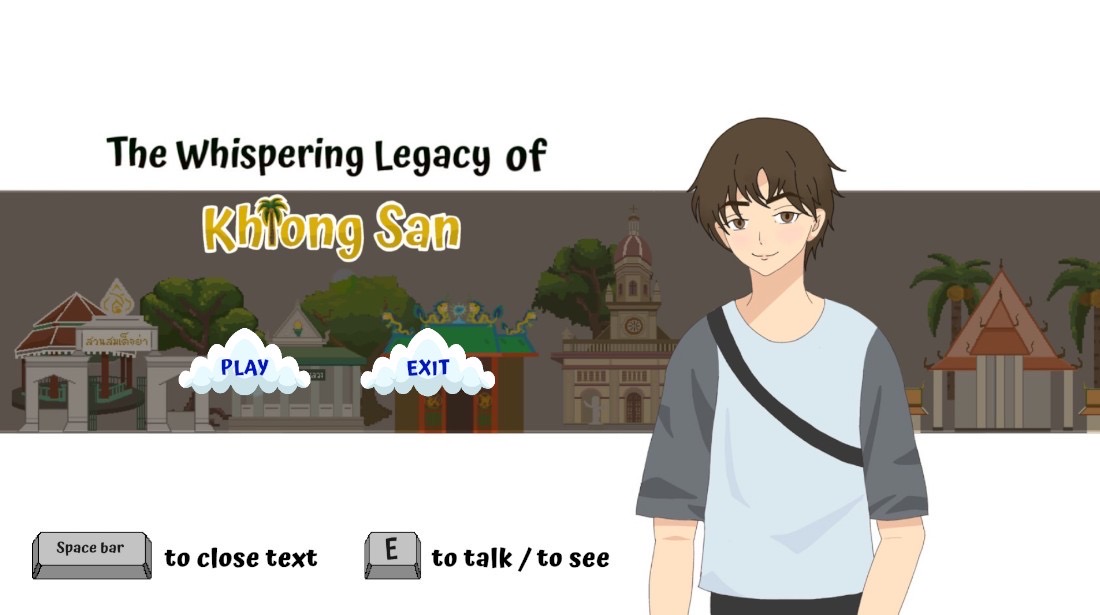 The Whispering Legacy of
Khlong San
สวนสมเด็จย่า
PLAY
EXIT
Space bar
to close text
E
to talk / to see